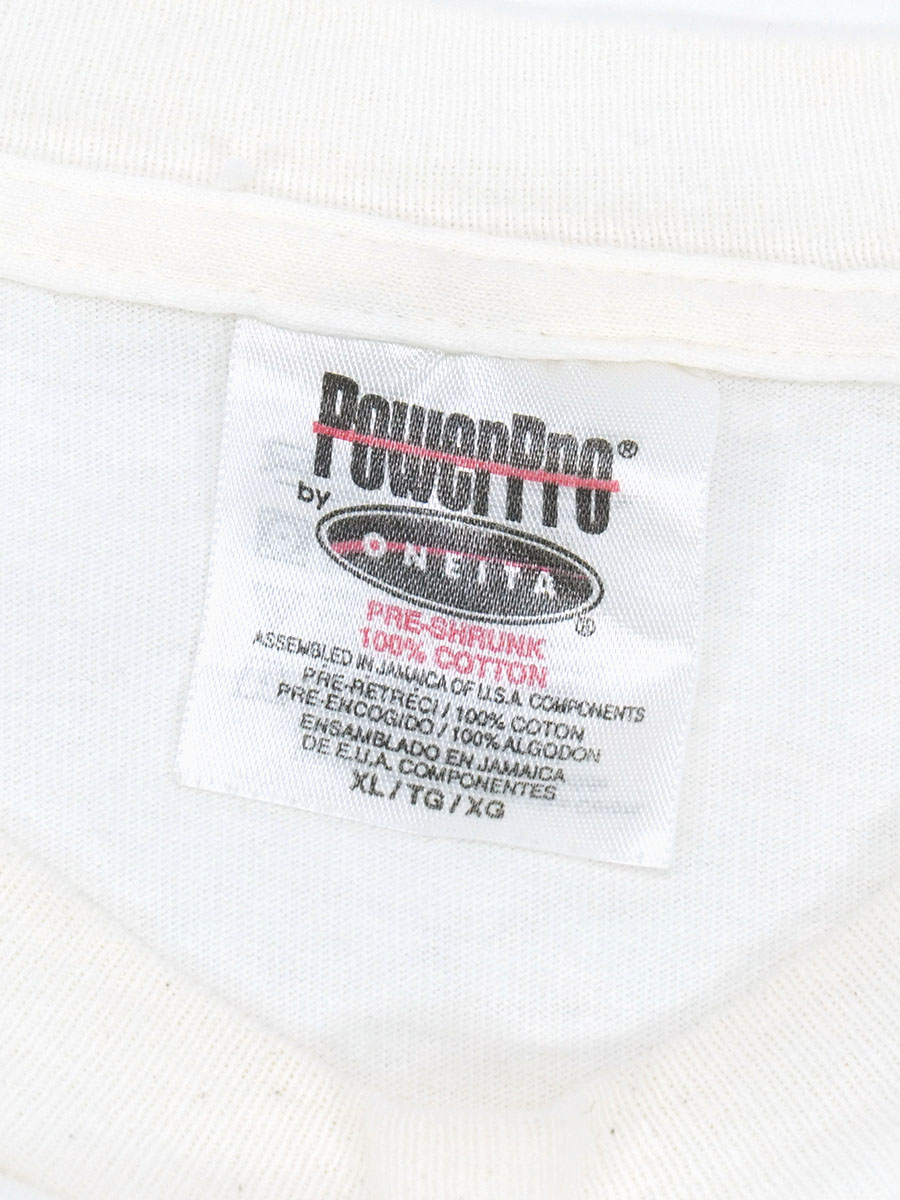 PowerPro®
by
ONEITA®
PRE-SHRUNK
100% COTTON
ASSEMBLED IN JAMAICA OF U.S.A. COMPONENTS
PRE-RETRÉCI / 100% COTON
PRE-ENCOGIDO / 100% ALGODON
ENSAMBLADO EN JAMAICA
DE E.U.A. COMPONENTES
XL / TG / XG